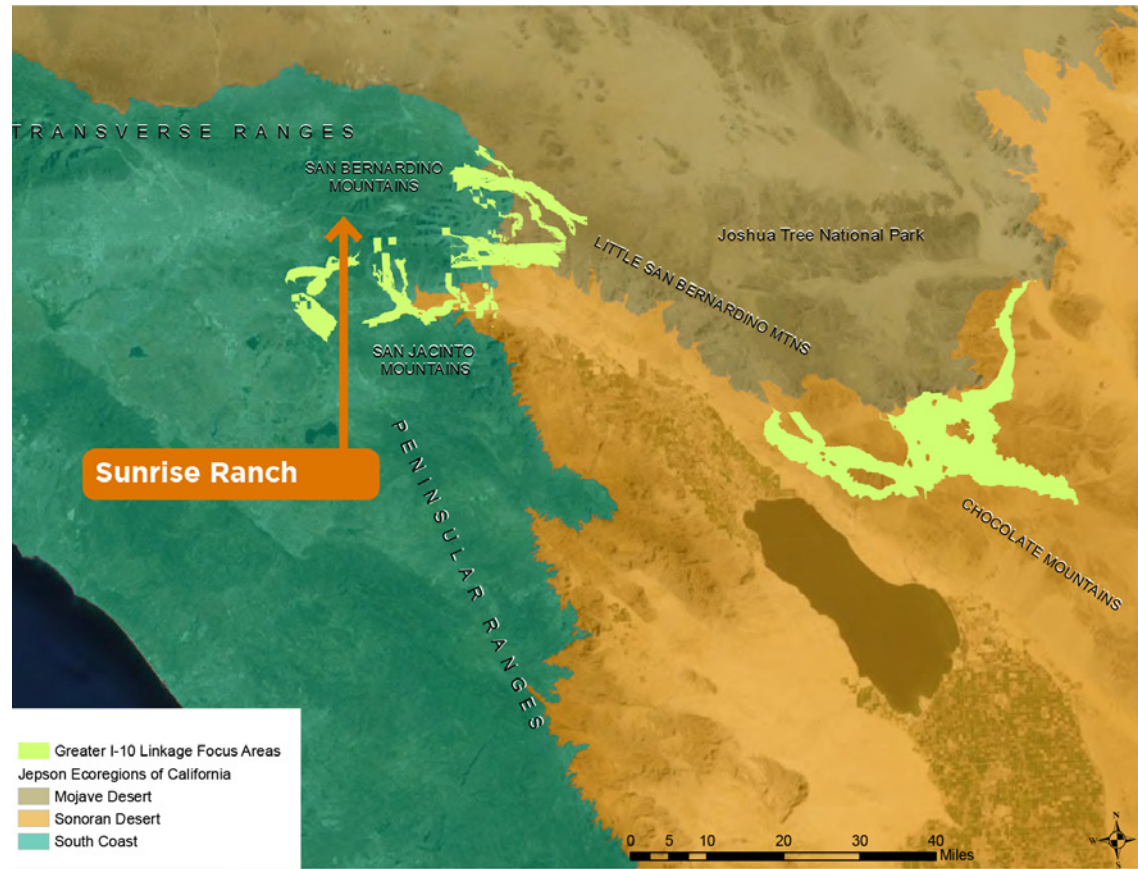 TRANSVERSE RANGES
SAN BERNARDINO
MOUNTAINS
Joshua Tree National Park
LITTLE SAN BERNARDINO MTNS
SAN JACINTO
MOUNTAINS
Sunrise Ranch
PENINSULAR RANGES
CHOCOLATE MOUNTAINS
Greater I-10 Linkage Focus Areas
Jepson Ecoregions of California
Mojave Desert
Sonoran Desert
South Coast
0 5 10 20 30 40
Miles
N
W E
S